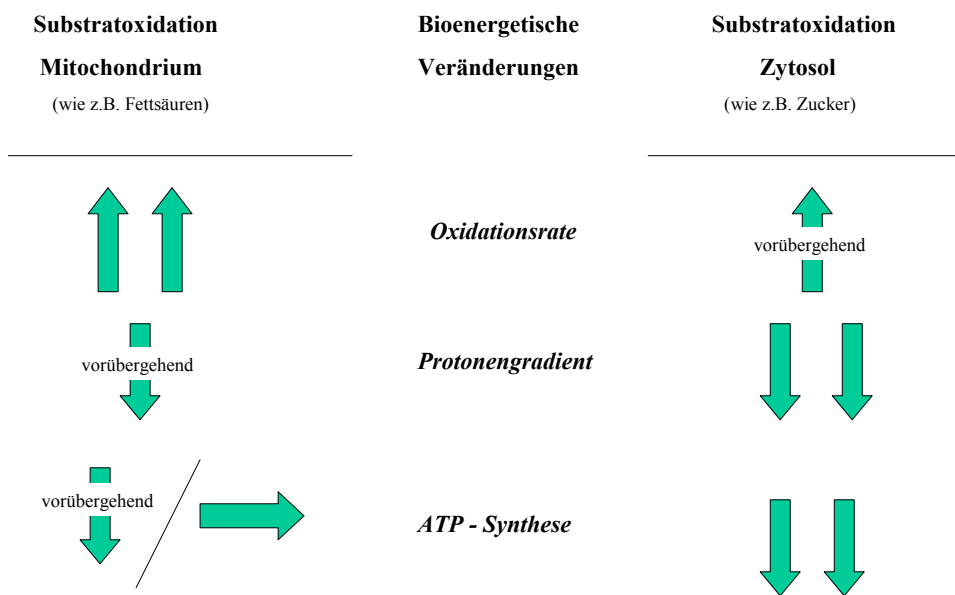 Substratoxidation
Mitochondrium
(wie z.B. Fettsäuren)
Bioenergetische
Veränderungen
Substratoxidation
Zytosol
(wie z.B. Zucker)
Oxidationsrate
vorübergehend
vorübergehend
Protonengradient
vorübergehend
ATP - Synthese